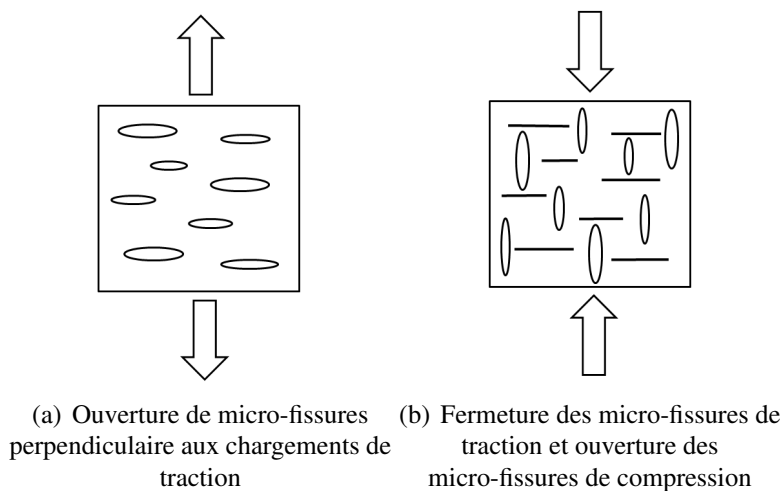 (a) Ouverture de micro-fissures
perpendiculaire aux chargements de
traction
(b) Fermeture des micro-fissures de
traction et ouverture des
micro-fissures de compression